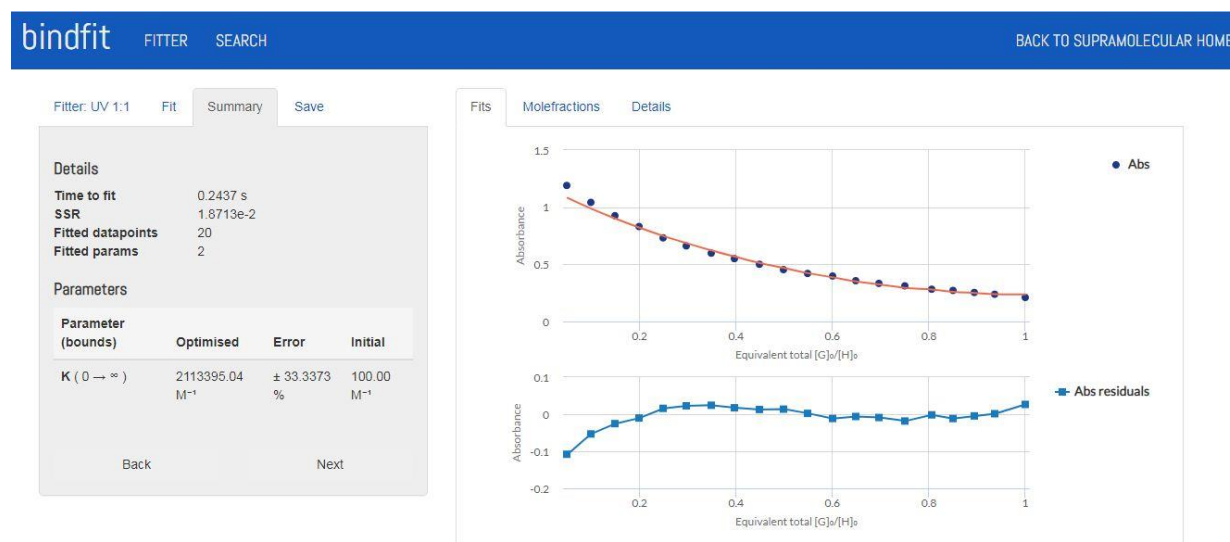 bindfit FITTER SEARCH BACK TO SUPRAMOLECULAR HOME
Fitter: UV 1:1 Fit Summary Save
Details
Time to fit 0.2437 s
SSR 1.8713e-2
Fitted datapoints 20
Fitted params 2
Parameters
Parameter
(bounds) Optimised Error Initial
K ( 0 → ∞ ) 2113395.04 ± 33.3373 100.00
M⁻¹ % M⁻¹
Back Next
Fits Molefractions Details
1.5
1
0.5
0
Absorbance
0.2 0.4 0.6 0.8 1
Equivalent total [G]₀/[H]₀
Abs
0.1
0
-0.1
-0.2
Absorbance
0.2 0.4 0.6 0.8 1
Equivalent total [G]₀/[H]₀
Abs residuals